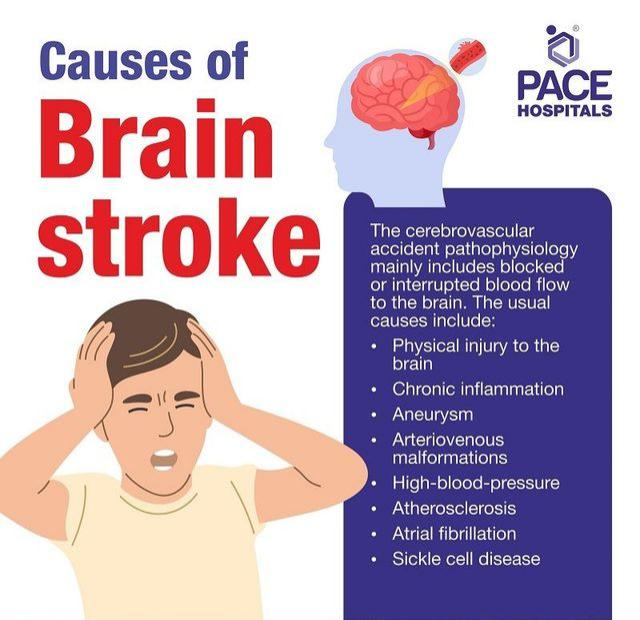 Causes of
Brain
stroke
®
PACE
HOSPITALS
The cerebrovascular
accident pathophysiology
mainly includes blocked
or interrupted blood flow
to the brain. The usual
causes include:
• Physical injury to the
brain
• Chronic inflammation
• Aneurysm
• Arteriovenous
malformations
• High-blood-pressure
• Atherosclerosis
• Atrial fibrillation
• Sickle cell disease